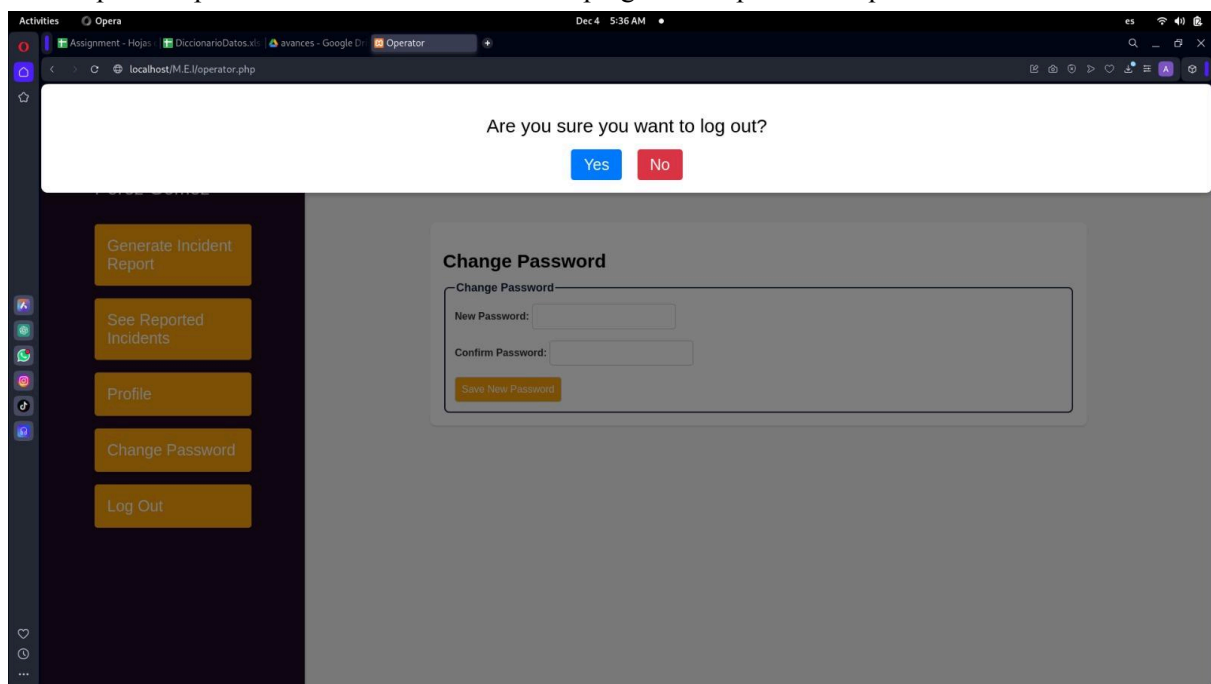 Activities Opera Dec 4 5:36 AM es
Assignment - Hojas DiccionarioDatos.xls avances - Google Dri Operator
localhost/M.E.I/operator.php A
Are you sure you want to log out?
Yes No
Generate Incident
Report
See Reported
Incidents
Profile
Change Password
Log Out
Change Password
Change Password
New Password:
Confirm Password:
Save New Password